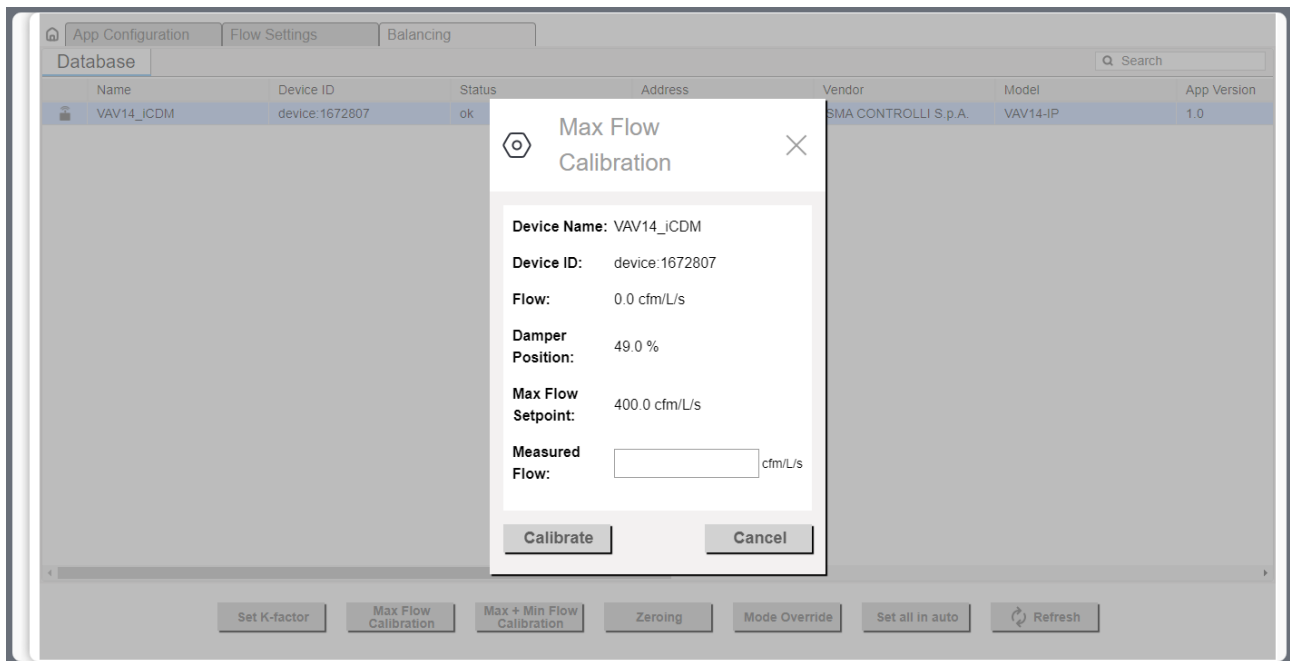 App Configuration Flow Settings Balancing
Database Search
Name Device ID Status Address Vendor Model App Version
VAV14_iCDM device:1672807 ok SMA CONTROLLI S.p.A. VAV14-IP 1.0
Max Flow
Calibration
Device Name: VAV14_iCDM
Device ID: device:1672807
Flow: 0.0 cfm/L/s
Damper
Position: 49.0 %
Max Flow
Setpoint: 400.0 cfm/L/s
Measured
Flow: cfm/L/s
Calibrate Cancel
Set K-factor Max Flow Calibration Max + Min Flow Calibration Zeroing Mode Override Set all in auto Refresh